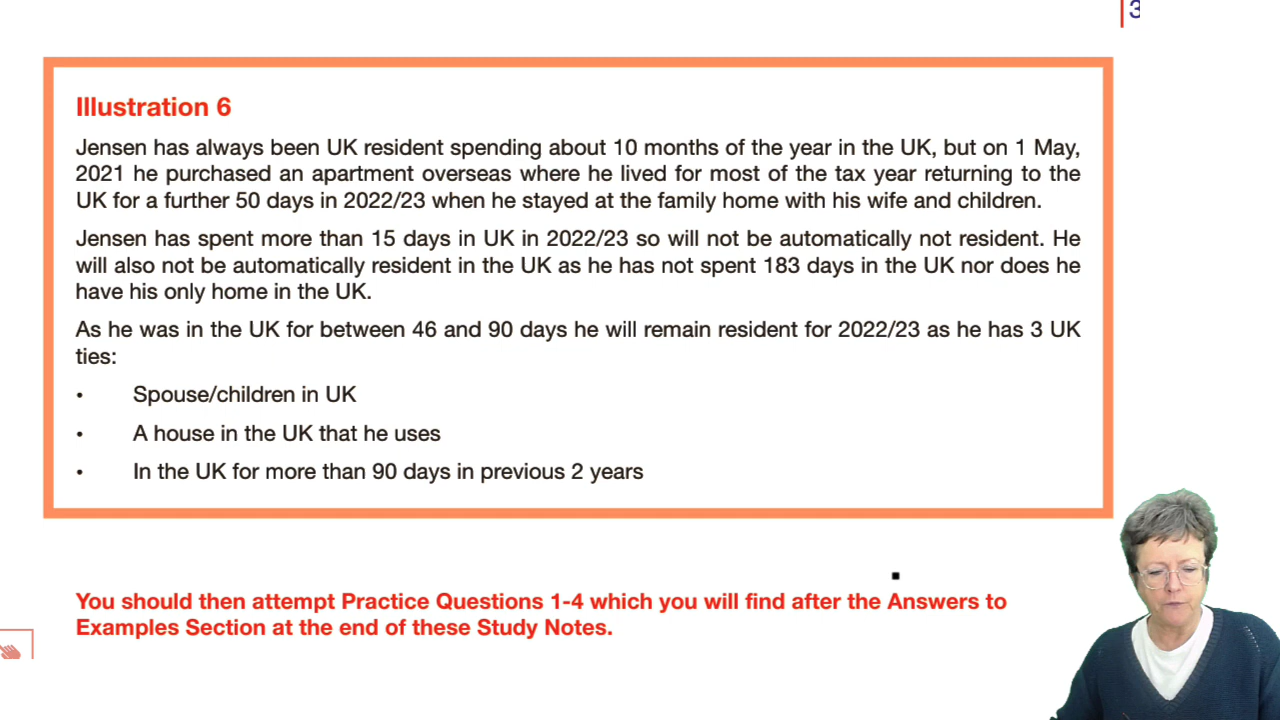 3
Illustration 6
Jensen has always been UK resident spending about 10 months of the year in the UK, but on 1 May,
2021 he purchased an apartment overseas where he lived for most of the tax year returning to the
UK for a further 50 days in 2022/23 when he stayed at the family home with his wife and children.
Jensen has spent more than 15 days in UK in 2022/23 so will not be automatically not resident. He
will also not be automatically resident in the UK as he has not spent 183 days in the UK nor does he
have his only home in the UK.
As he was in the UK for between 46 and 90 days he will remain resident for 2022/23 as he has 3 UK
ties:
• Spouse/children in UK
• A house in the UK that he uses
• In the UK for more than 90 days in previous 2 years
You should then attempt Practice Questions 1-4 which you will find after the Answers to
Examples Section at the end of these Study Notes.